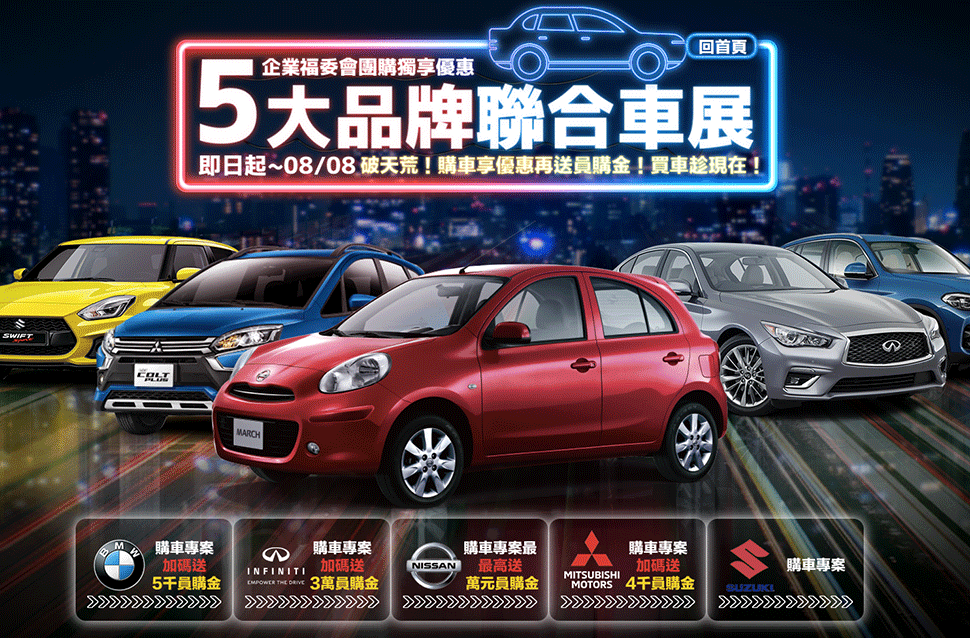 回首頁
企業福委會團購獨享優惠
5大品牌聯合車展
即日起~08/08 破天荒！購車享優惠再送員購金！買車趁現在！
SWIFT
COLT
PLUS
MARCH
BMW
購車專案
加碼送
5千員購金
INFINITI
EMPOWER THE DRIVE
購車專案
加碼送
3萬員購金
NISSAN
購車專案最
最高送
萬元員購金
MITSUBISHI
MOTORS
購車專案
加碼送
4千員購金
SUZUKI
購車專案